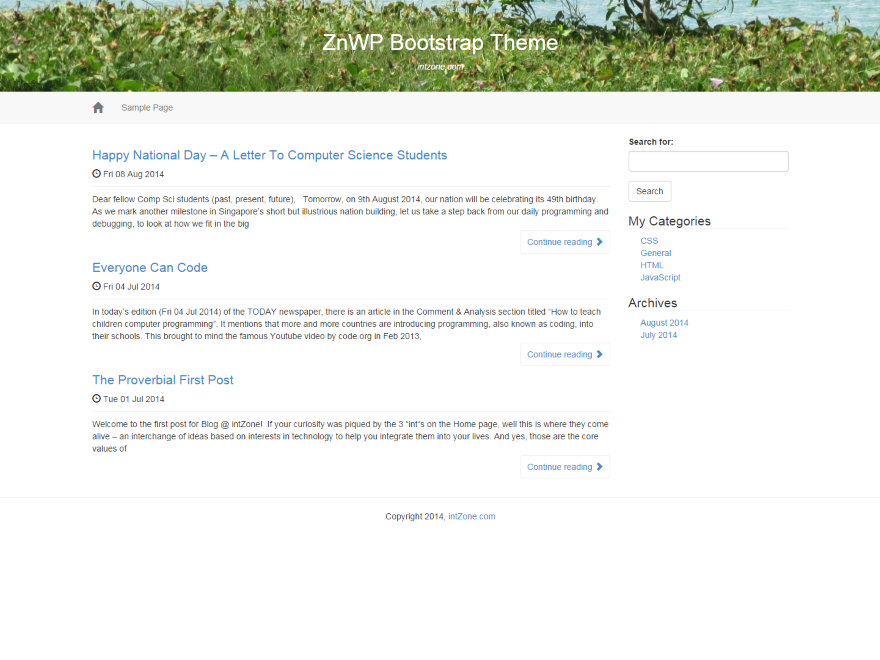 ZnWP Bootstrap Theme
intzone.com
Sample Page
Happy National Day – A Letter To Computer Science Students
Fri 08 Aug 2014
Dear fellow Comp Sci students (past, present, future),   Tomorrow, on 9th August 2014, our nation will be celebrating its 49th birthday.
As we mark another milestone in Singapore's short but illustrious nation building, let us take a step back from our daily programming and
debugging, to look at how we fit in the big
Continue reading
Everyone Can Code
Fri 04 Jul 2014
In today's edition (Fri 04 Jul 2014) of the TODAY newspaper, there is an article in the Comment & Analysis section titled "How to teach
children computer programming". It mentions that more and more countries are introducing programming, also known as coding, into
their schools. This brought to mind the famous Youtube video by code.org in Feb 2013,
Continue reading
The Proverbial First Post
Tue 01 Jul 2014
Welcome to the first post for Blog @ intZone!  If your curiosity was piqued by the 3 "int"s on the Home page, well this is where they come
alive – an interchange of ideas based on interests in technology to help you integrate them into your lives. And yes, those are the core
values of
Continue reading
Search for:
Search
My Categories
CSS
General
HTML
JavaScript
Archives
August 2014
July 2014
Copyright 2014, intZone.com